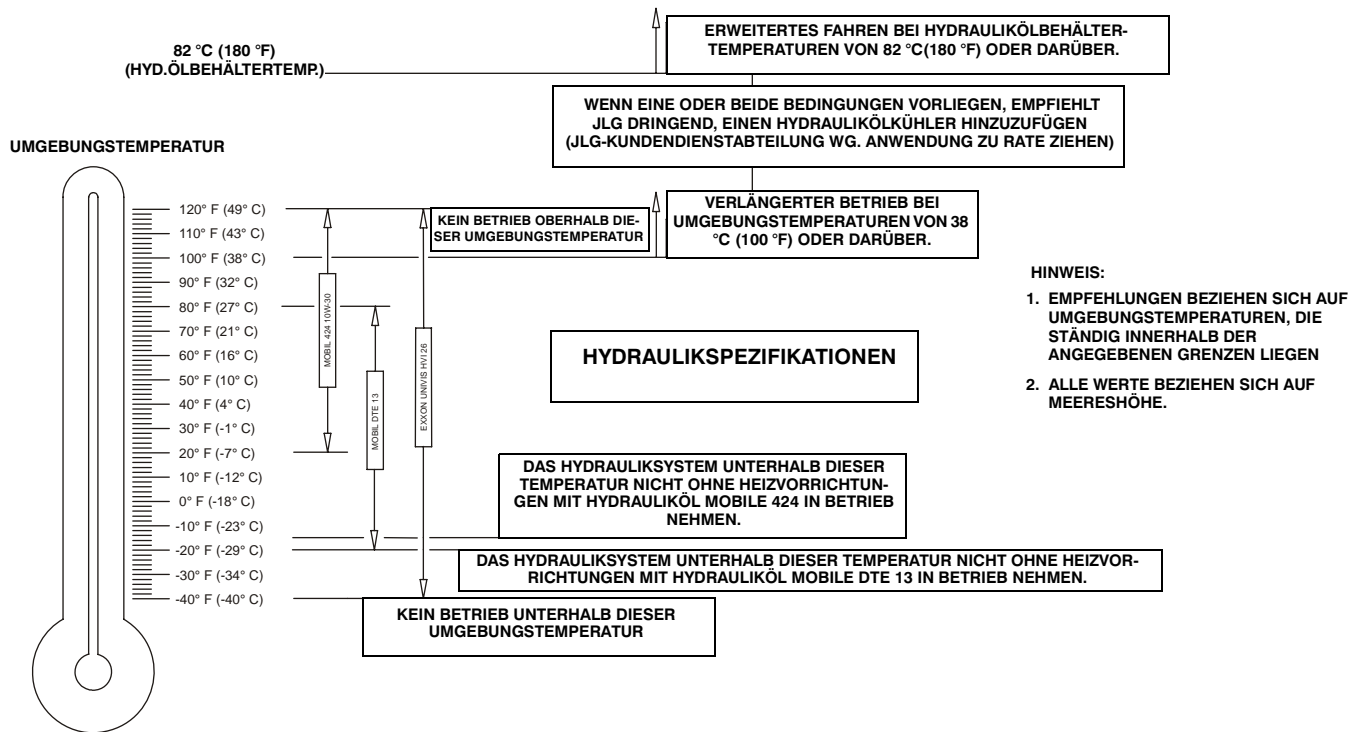 82 °C (180 °F)
(HYD.ÖLBEHÄLTERTEMP.)
ERWEITERTES FAHREN BEI HYDRAULIKÖLBEHÄLTER-
TEMPERATUREN VON 82 °C(180 °F) ODER DARÜBER.
WENN EINE ODER BEIDE BEDINGUNGEN VORLIEGEN, EMPFIEHLT
JLG DRINGEND, EINEN HYDRAULIKÖLKÜHLER HINZUZUFÜGEN
(JLG-KUNDENDIENSTABTEILUNG WG. ANWENDUNG ZU RATE ZIEHEN)
UMGEBUNGSTEMPERATUR
120° F (49° C)
110° F (43° C)
100° F (38° C)
90° F (32° C)
80° F (27° C)
70° F (21° C)
60° F (16° C)
50° F (10° C)
40° F (4° C)
30° F (-1° C)
20° F (-7° C)
10° F (-12° C)
0° F (-18° C)
-10° F (-23° C)
-20° F (-29° C)
-30° F (-34° C)
-40° F (-40° C)
MOBIL 424 10W-30
MOBIL DTE 13
EXXON UNIVIS HVI 26
KEIN BETRIEB OBERHALB DIE-
SER UMGEBUNGSTEMPERATUR
VERLÄNGERTER BETRIEB BEI
UMGEBUNGSTEMPERATUREN VON 38
°C (100 °F) ODER DARÜBER.
HYDRAULIKSPEZIFIKATIONEN
HINWEIS:
1. EMPFEHLUNGEN BEZIEHEN SICH AUF
UMGEBUNGSTEMPERATUREN, DIE
STÄNDIG INNERHALB DER
ANGEGEBENEN GRENZEN LIEGEN
2. ALLE WERTE BEZIEHEN SICH AUF
MEERESHÖHE.
DAS HYDRAULIKSYSTEM UNTERHALB DIESER
TEMPERATUR NICHT OHNE HEIZVORRICHTUN-
GEN MIT HYDRAULIKÖL MOBILE 424 IN BETRIEB
NEHMEN.
DAS HYDRAULIKSYSTEM UNTERHALB DIESER TEMPERATUR NICHT OHNE HEIZVOR-
RICHTUNGEN MIT HYDRAULIKÖL MOBILE DTE 13 IN BETRIEB NEHMEN.
KEIN BETRIEB UNTERHALB DIESER
UMGEBUNGSTEMPERATUR